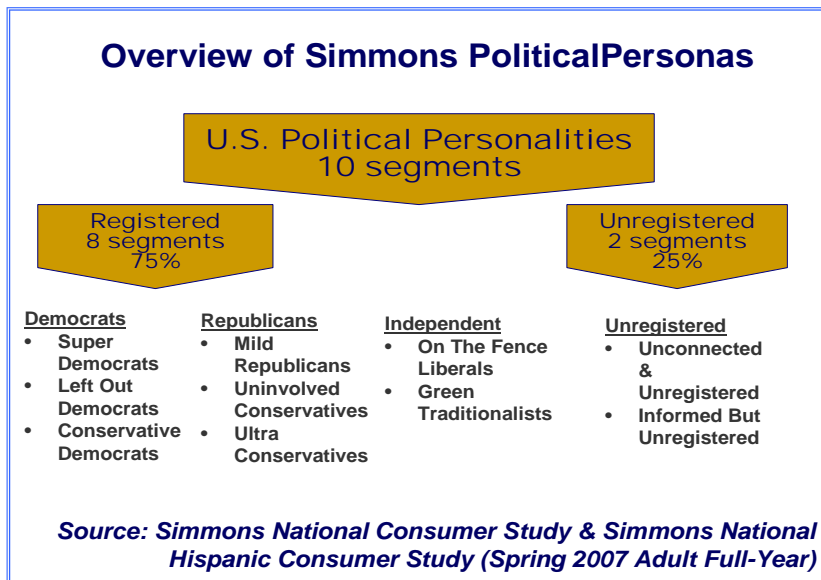 Overview of Simmons PoliticalPersonas
U.S. Political Personalities
10 segments
Registered
8 segments
75%
Unregistered
2 segments
25%
Democrats
• Super
Democrats
• Left Out
Democrats
• Conservative
Democrats
Republicans
• Mild
Republicans
• Uninvolved
Conservatives
• Ultra
Conservatives
Independent
• On The Fence
Liberals
• Green
Traditionalists
Unregistered
• Unconnected
&
Unregistered
• Informed But
Unregistered
Source: Simmons National Consumer Study & Simmons National
Hispanic Consumer Study (Spring 2007 Adult Full-Year)